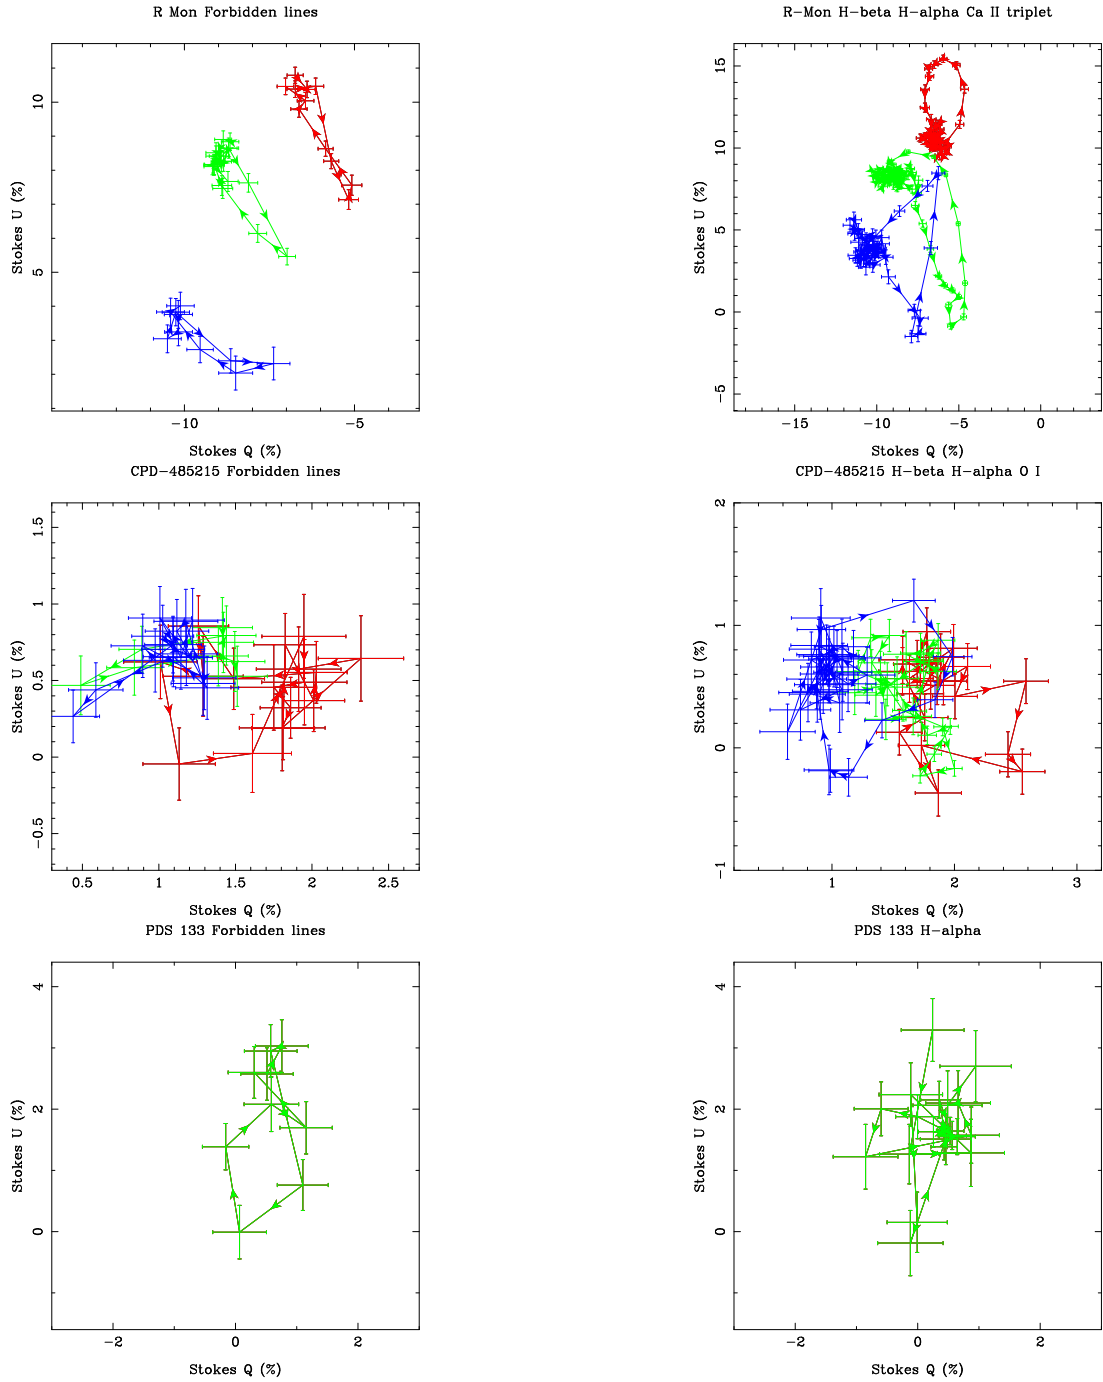 R Mon Forbidden lines
R-Mon H-beta H-alpha Ca II triplet
10
5
Stokes U (%)
-10
-5
Stokes Q (%)
15
10
5
0
-5
Stokes U (%)
-15
-10
-5
0
Stokes Q (%)
CPD-485215 Forbidden lines
CPD-485215 H-beta H-alpha O I
1.5
1
0.5
0
-0.5
Stokes U (%)
0.5
1
1.5
2
2.5
Stokes Q (%)
2
1
0
-1
Stokes U (%)
1
2
3
Stokes Q (%)
PDS 133 Forbidden lines
PDS 133 H-alpha
4
2
0
Stokes U (%)
-2
0
2
Stokes Q (%)
4
2
0
Stokes U (%)
-2
0
2
Stokes Q (%)